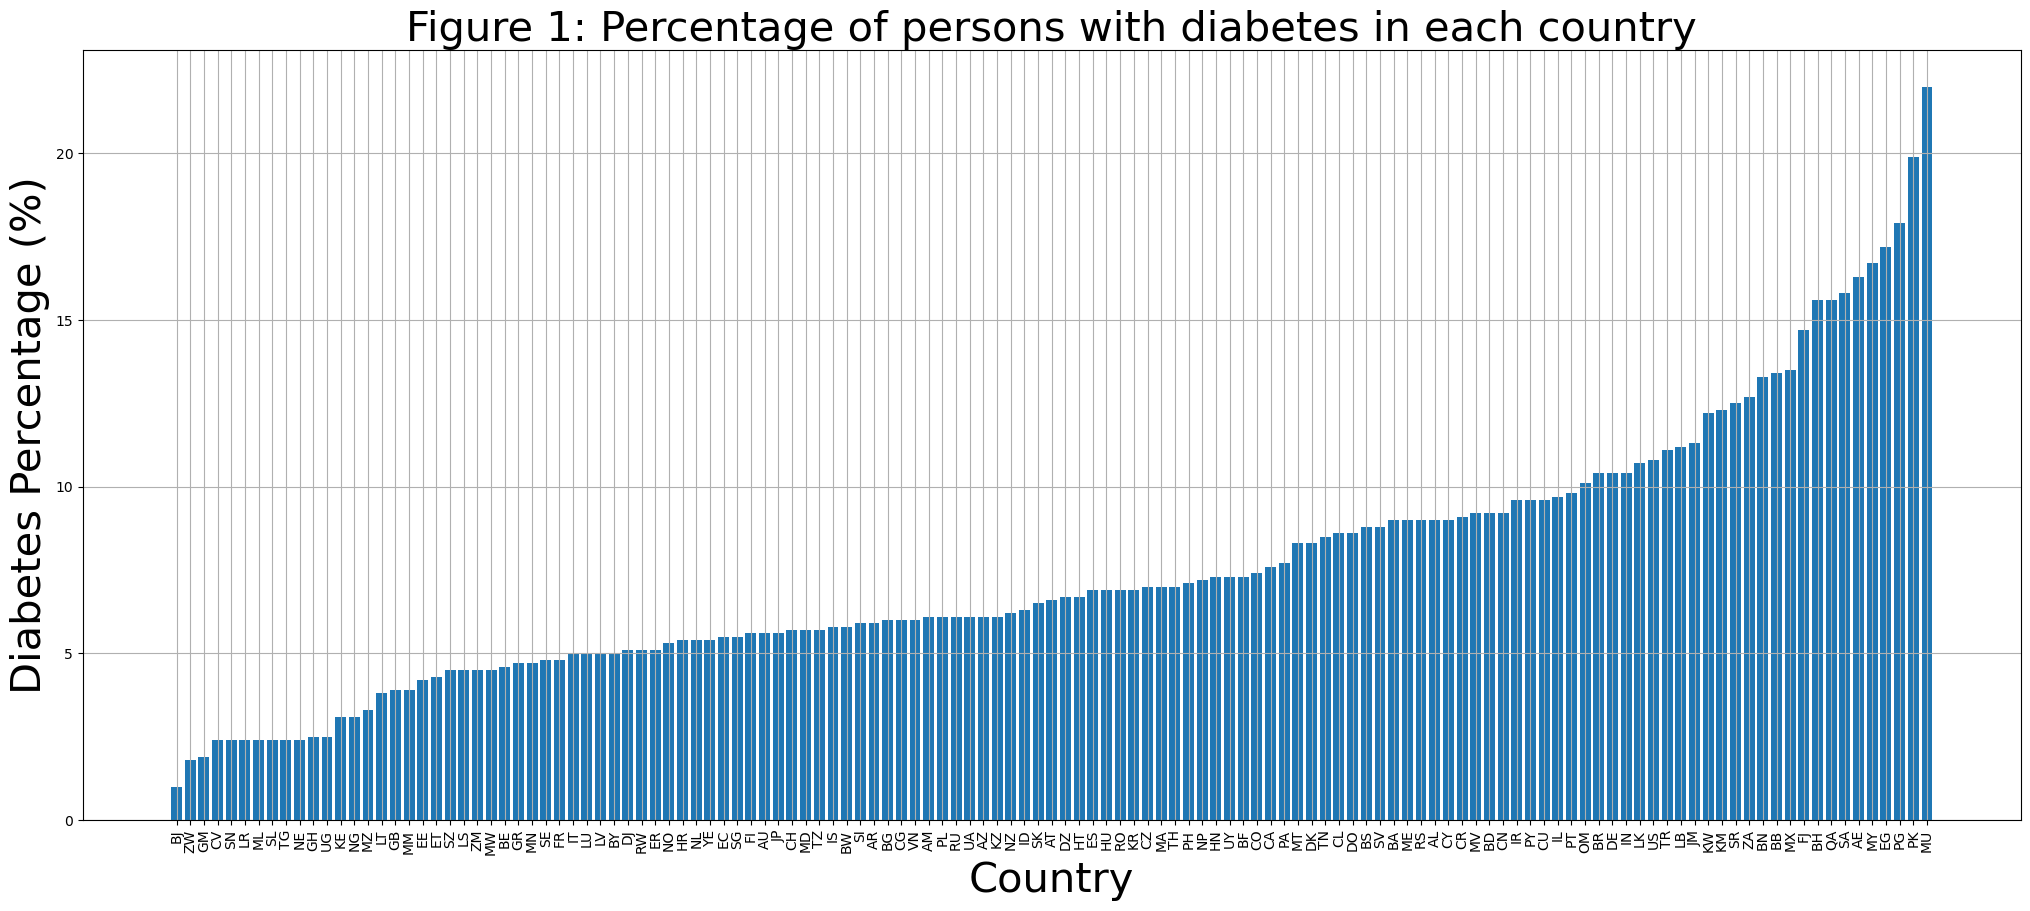 Figure 1: Percentage of persons with diabetes in each country
Diabetes Percentage (%)
20
15
10
5
0
BJ ZW GM CV SN LR ML SL TG NE GH UG KE NG MZ LT GB MM EE ET SZ LS ZM MW BE GR MN SE FR IT LU LV BY DJ RW ER NO HR NL YE EC SG FI AU JP CH MD TZ IS BW SI AR BG CG VN AM PL RU UA AZ KZ NZ ID SK AT DZ HT ES HU RO KR CZ MA TH PH NP HN UY BF CO CA PA MT DK TN CL DO BS SV BA ME RS AL CY CR MV BD CN IR PY CU IL PT OM BR DE IN LK US TR LB JM KW KM SR ZA BN BB MX FJ BH QA SA AE MY EG PG PK MU
Country